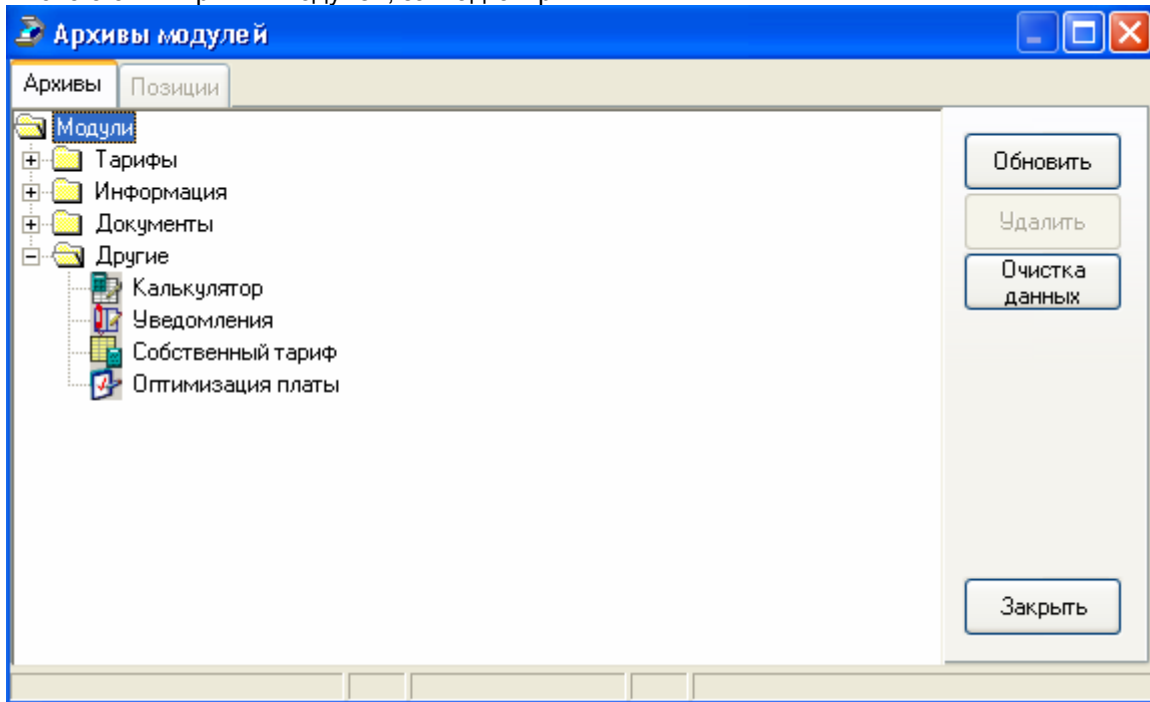 Архивы модулей
Архивы Позиции
Модули
Тарифы
Информация
Документы
Другие
Калькулятор
Уведомления
Собственный тариф
Оптимизация платы
Обновить
Удалить
Очистка
данных
Закрыть